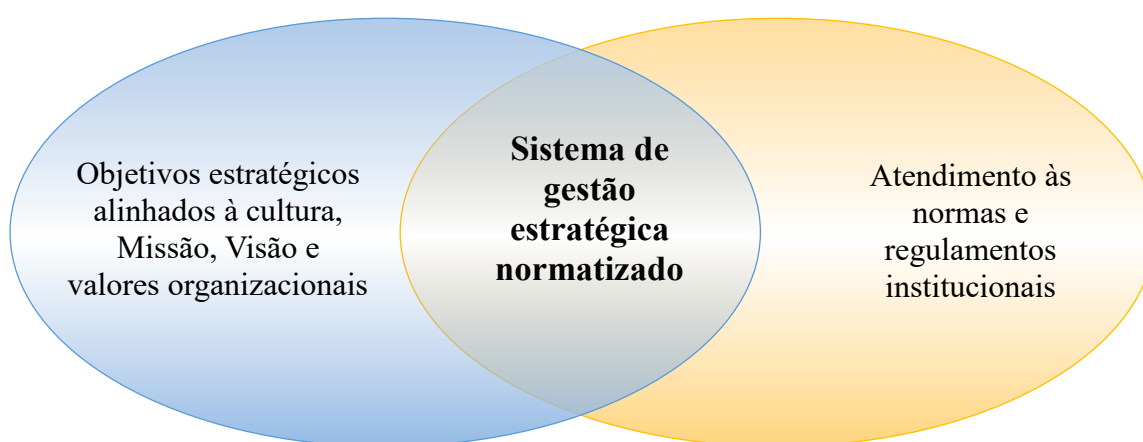 Objetivos estratégicos
alinhados à cultura,
Missão, Visão e
valores organizacionais
Sistema de
gestão
estratégica
normatizado
Atendimento às
normas e
regulamentos
institucionais